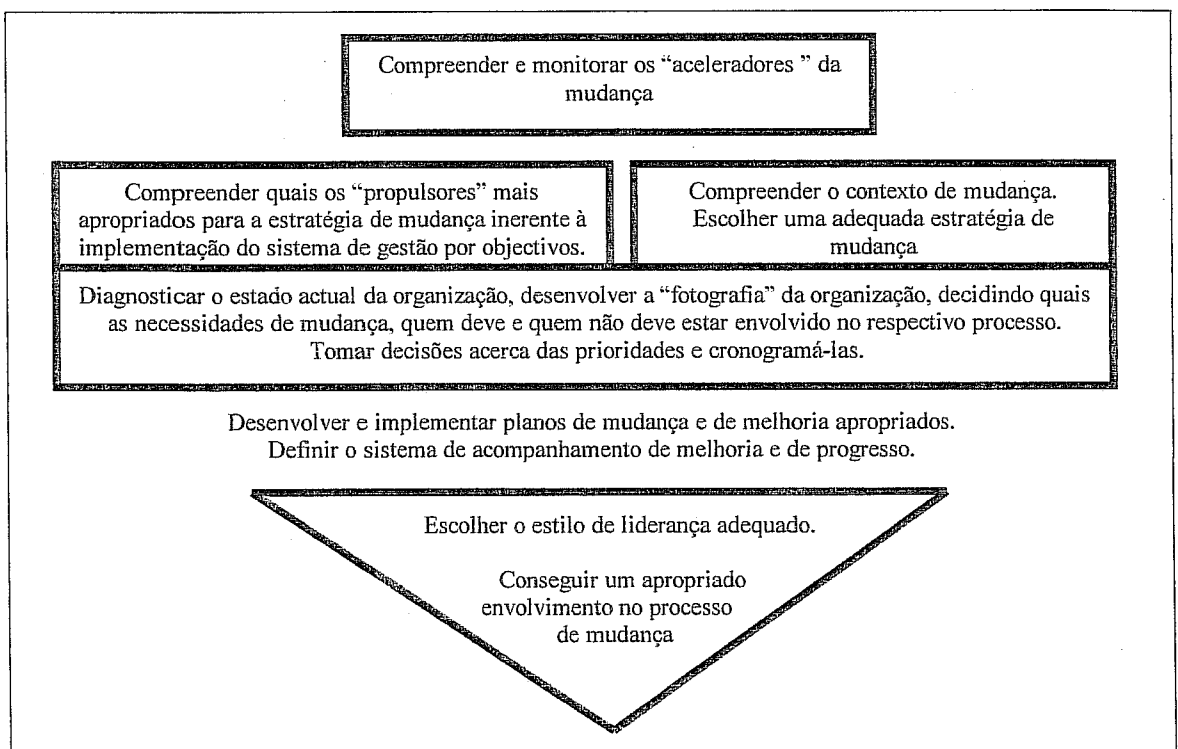 Compreender e monitorar os “aceleradores ” da
mudança
Compreender quais os “propulsores” mais
apropriados para a estratégia de mudança inerente à
implementação do sistema de gestão por objectivos.
Compreender o contexto de mudança.
Escolher uma adequada estratégia de
mudança
Diagnosticar o estado actual da organização, desenvolver a “fotografia” da organização, decidindo quais
as necessidades de mudança, quem deve e quem não deve estar envolvido no respectivo processo.
Tomar decisões acerca das prioridades e cronogramá-las.
Desenvolver e implementar planos de mudança e de melhoria apropriados.
Definir o sistema de acompanhamento de melhoria e de progresso.
Escolher o estilo de liderança adequado.
Conseguir um apropriado
envolvimento no processo
de mudança